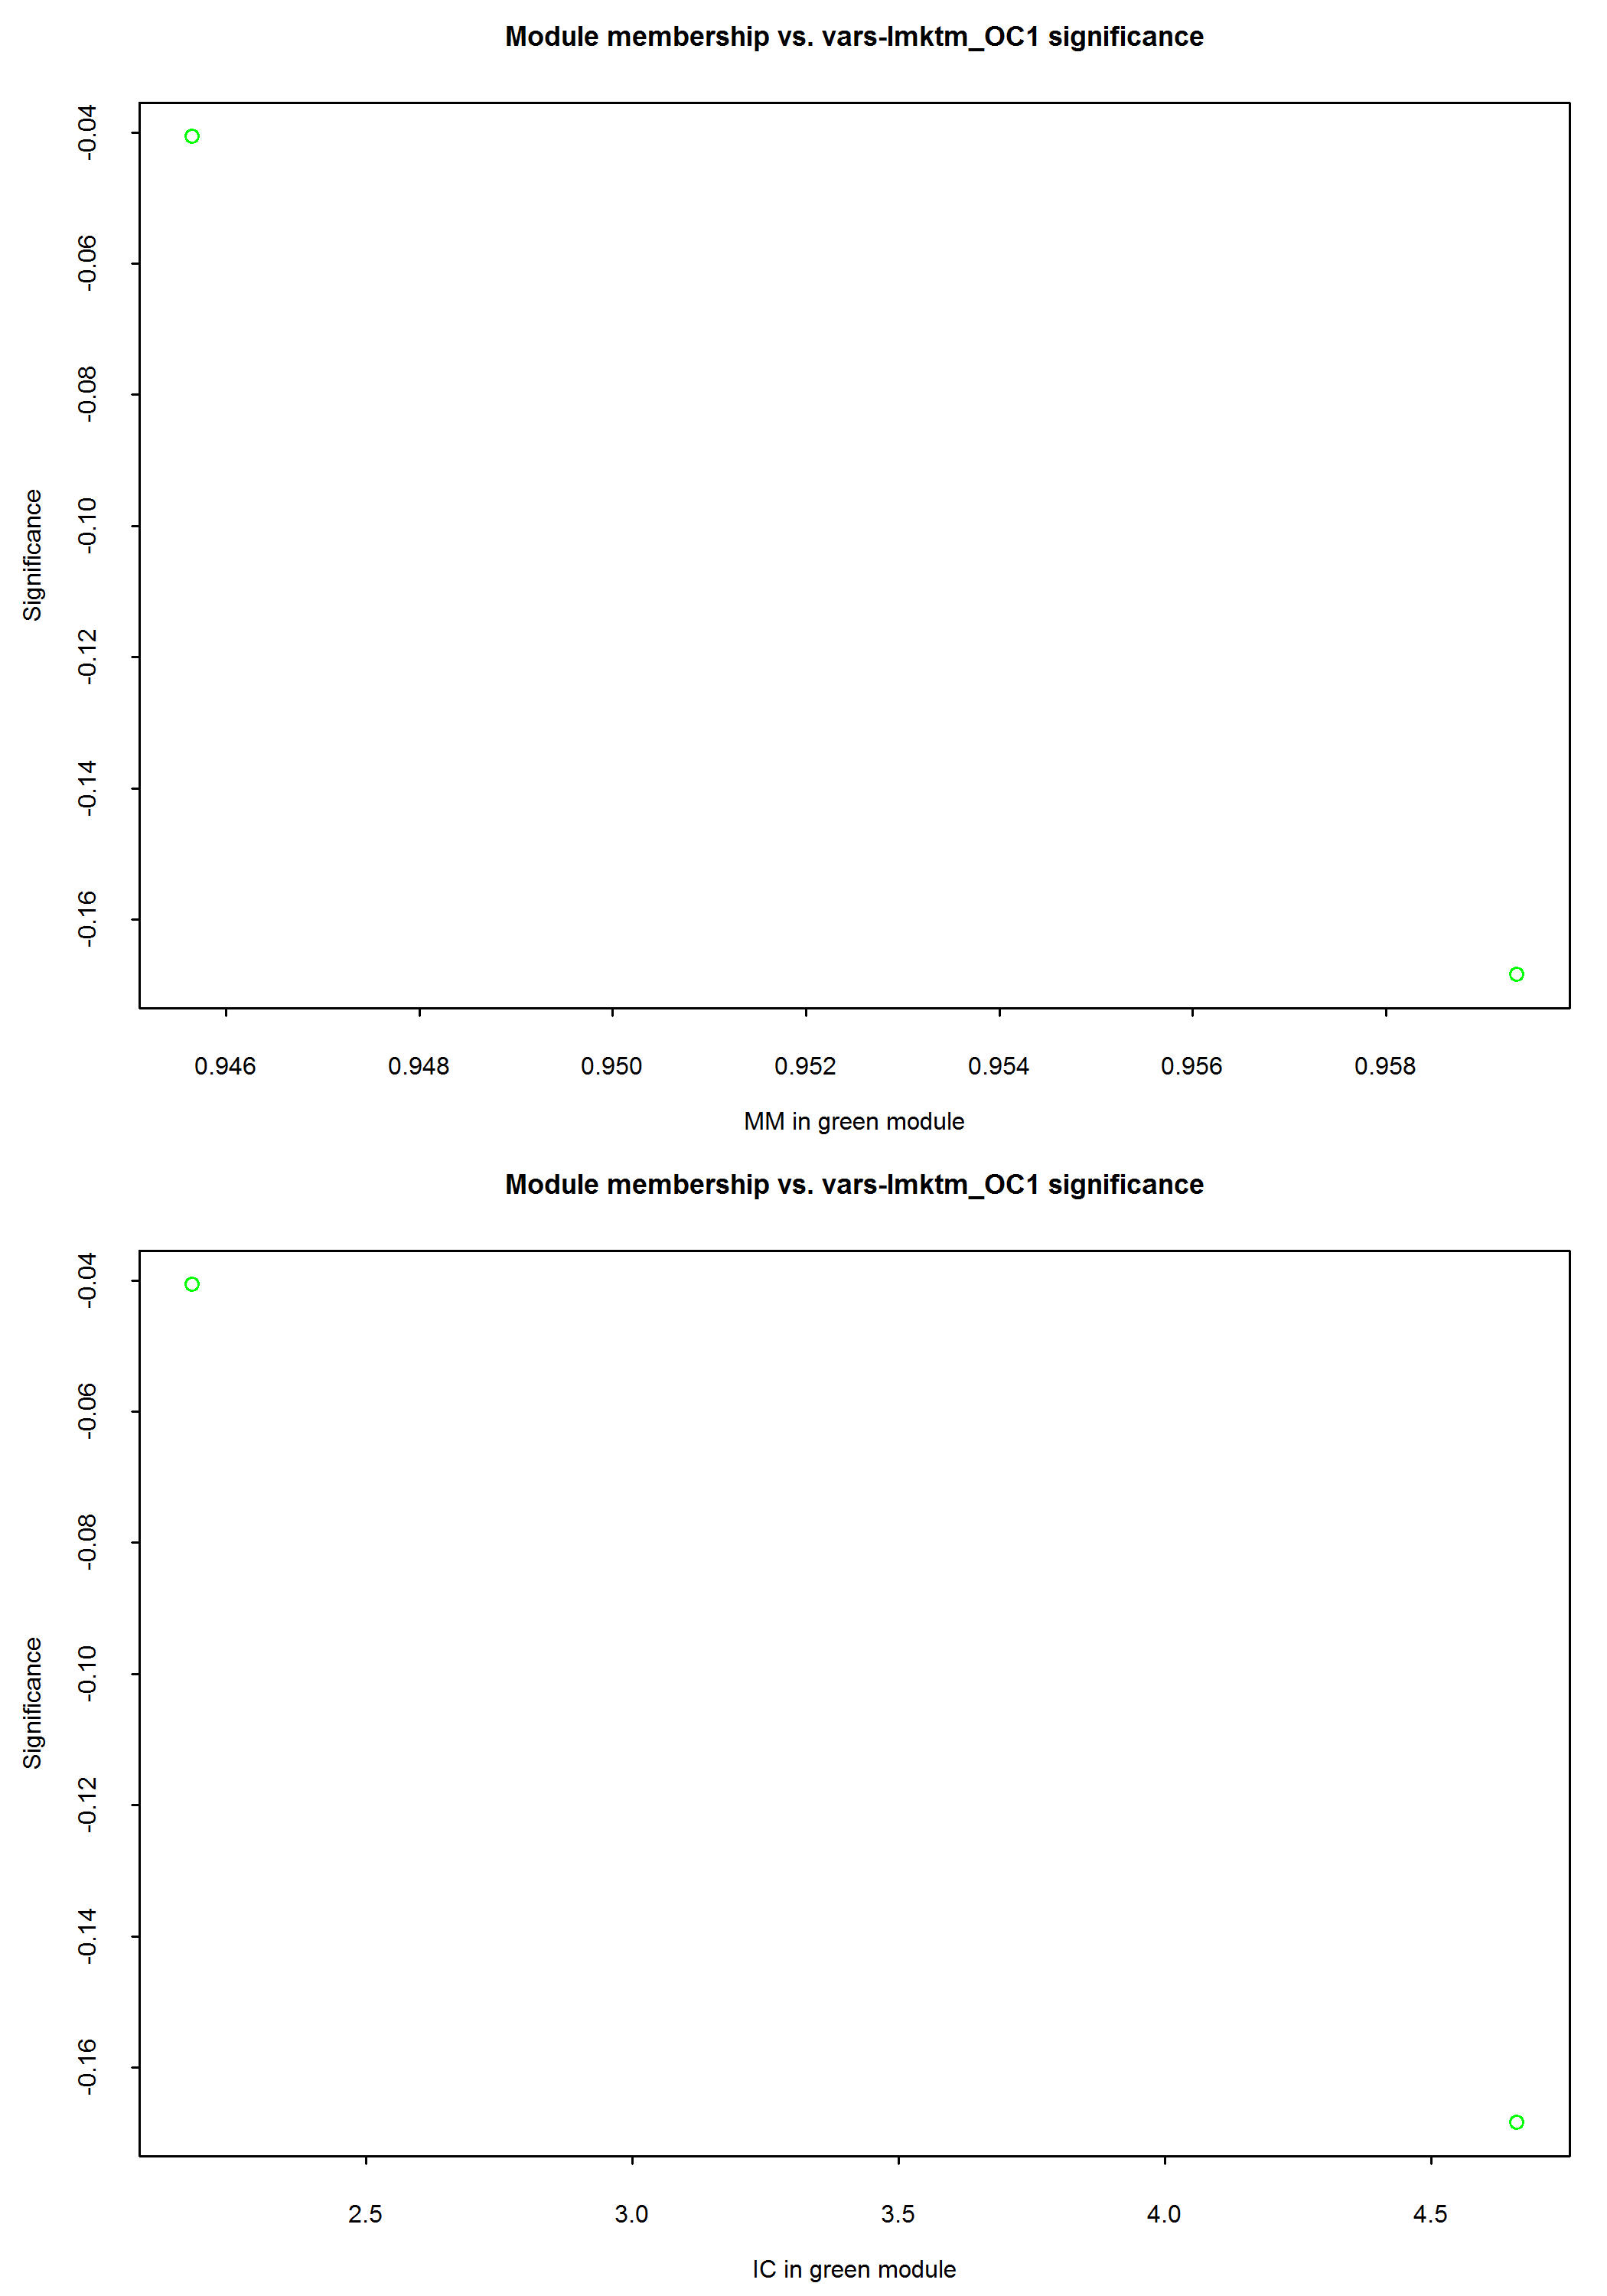 Module membership vs. vars-lmktm_OC1 significance
-0.04
-0.06
-0.08
-0.10
-0.12
-0.14
-0.16
Significance
0.946 0.948 0.950 0.952 0.954 0.956 0.958
MM in green module
Module membership vs. vars-lmktm_OC1 significance
-0.04
-0.06
-0.08
-0.10
-0.12
-0.14
-0.16
Significance
2.5 3.0 3.5 4.0 4.5
IC in green module